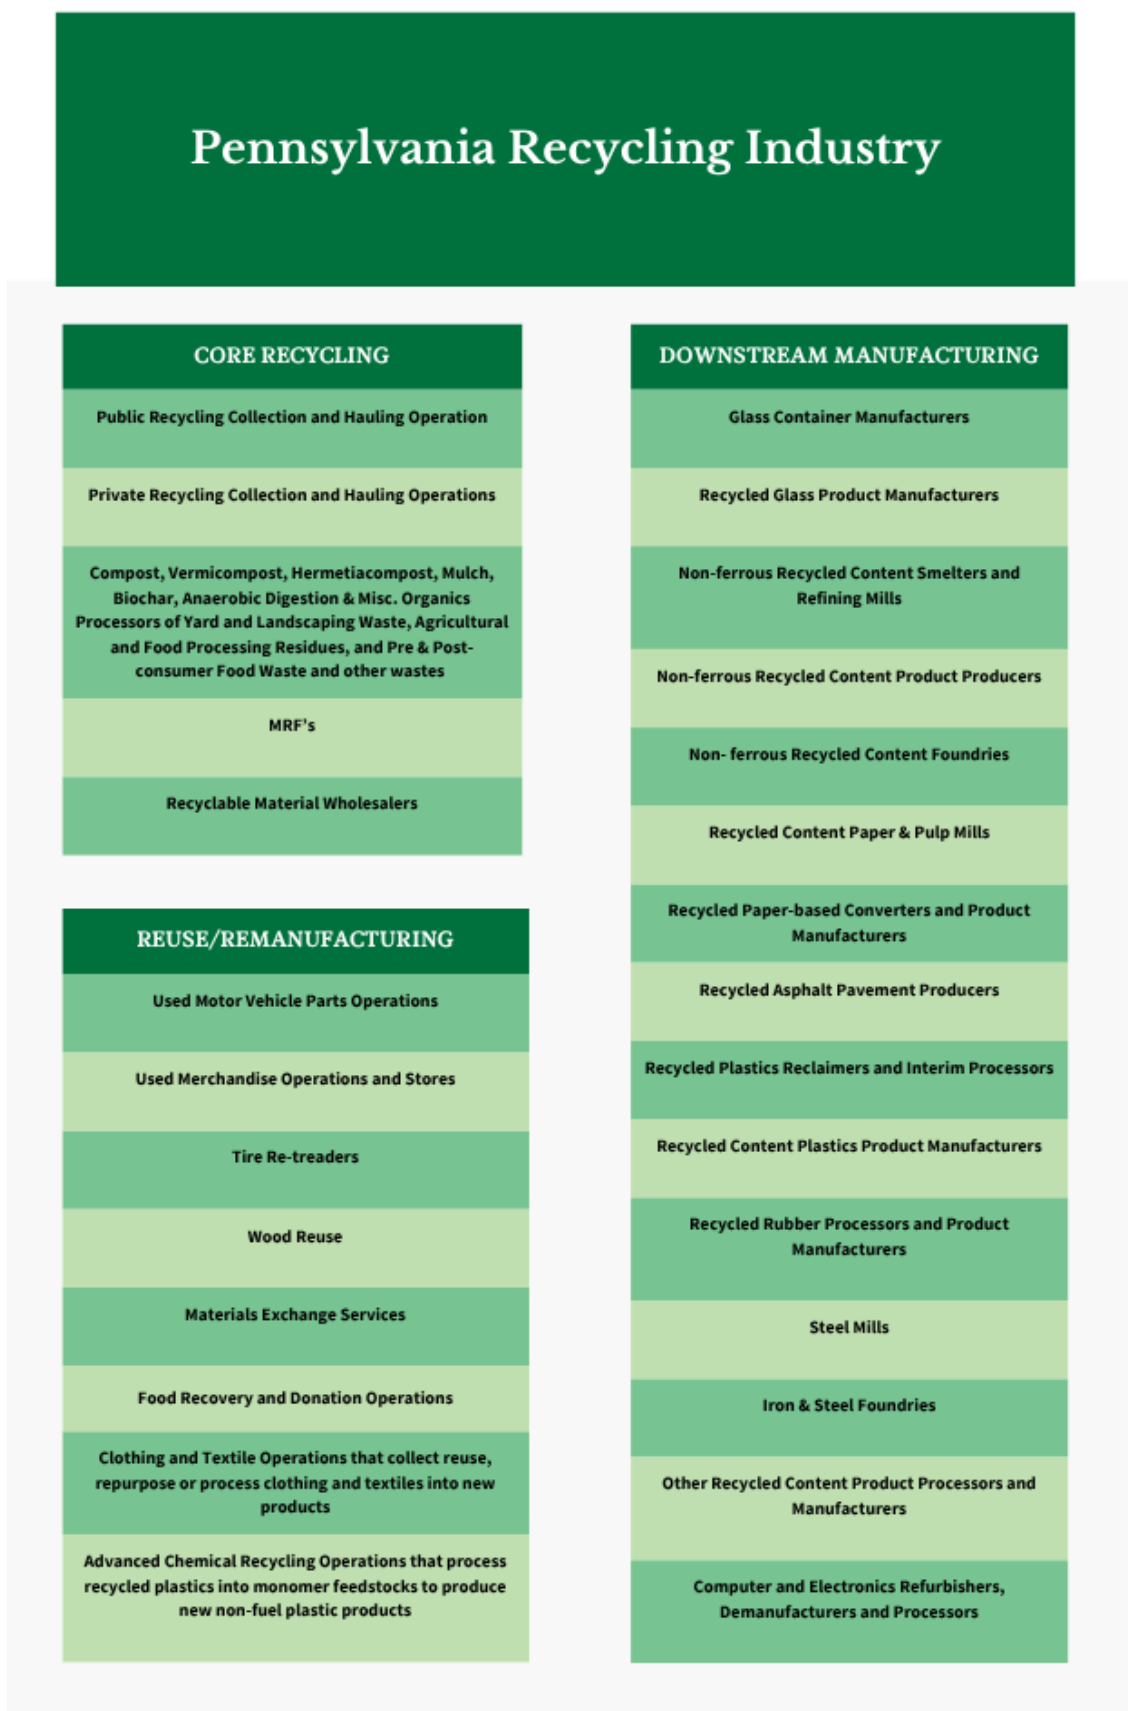 Pennsylvania Recycling Industry
CORE RECYCLING
Public Recycling Collection and Hauling Operation
Private Recycling Collection and Hauling Operations
Compost, Vermicompost, Hermetiacompost, Mulch,
Biochar, Anaerobic Digestion & Misc. Organics
Processors of Yard and Landscaping Waste, Agricultural
and Food Processing Residues, and Pre & Post-
consumer Food Waste and other wastes
MRF's
Recyclable Material Wholesalers
REUSE/REMANUFACTURING
Used Motor Vehicle Parts Operations
Used Merchandise Operations and Stores
Tire Re-treaders
Wood Reuse
Materials Exchange Services
Food Recovery and Donation Operations
Clothing and Textile Operations that collect reuse,
repurpose or process clothing and textiles into new
products
Advanced Chemical Recycling Operations that process
recycled plastics into monomer feedstocks to produce
new non-fuel plastic products
DOWNSTREAM MANUFACTURING
Glass Container Manufacturers
Recycled Glass Product Manufacturers
Non-ferrous Recycled Content Smelters and
Refining Mills
Non-ferrous Recycled Content Product Producers
Non- ferrous Recycled Content Foundries
Recycled Content Paper & Pulp Mills
Recycled Paper-based Converters and Product
Manufacturers
Recycled Asphalt Pavement Producers
Recycled Plastics Reclaimers and Interim Processors
Recycled Content Plastics Product Manufacturers
Recycled Rubber Processors and Product
Manufacturers
Steel Mills
Iron & Steel Foundries
Other Recycled Content Product Processors and
Manufacturers
Computer and Electronics Refurbishers,
Demanufacturers and Processors